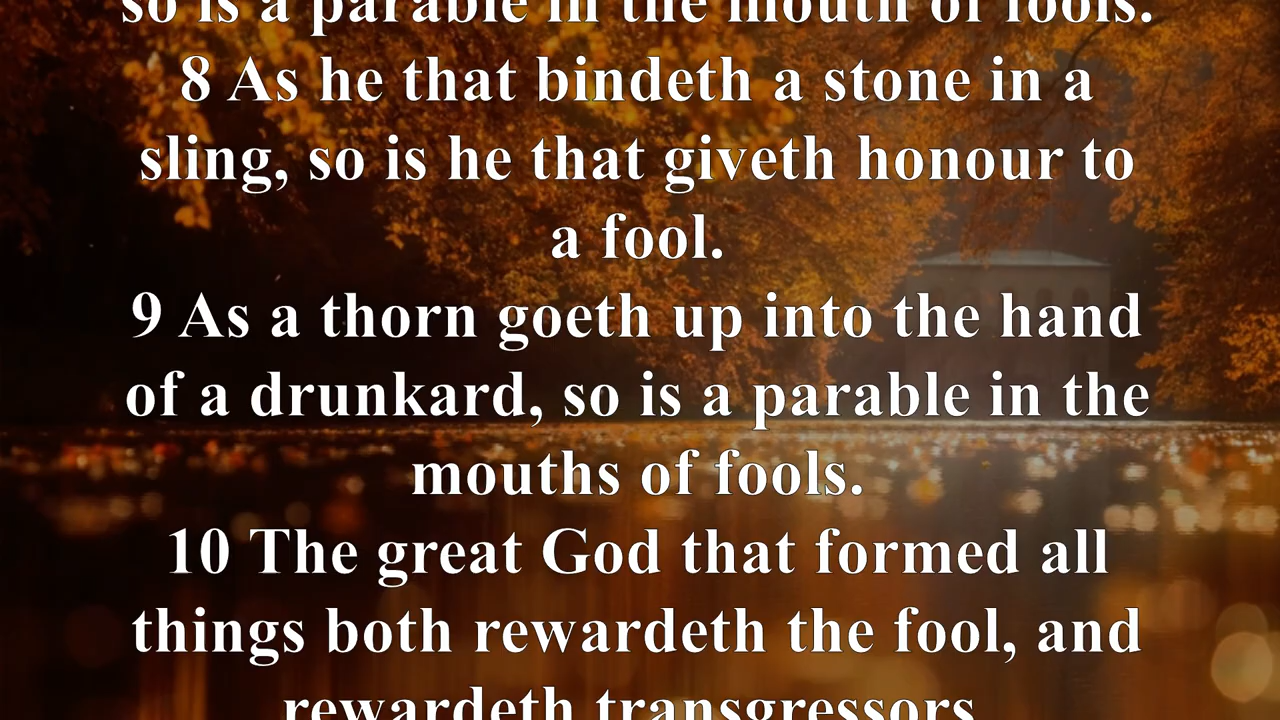 so is a parable in the mouth of fools.
8 As he that bindeth a stone in a
sling, so is he that giveth honour to
a fool.
9 As a thorn goeth up into the hand
of a drunkard, so is a parable in the
mouths of fools.
10 The great God that formed all
things both rewardeth the fool, and
rewardeth transgressors.